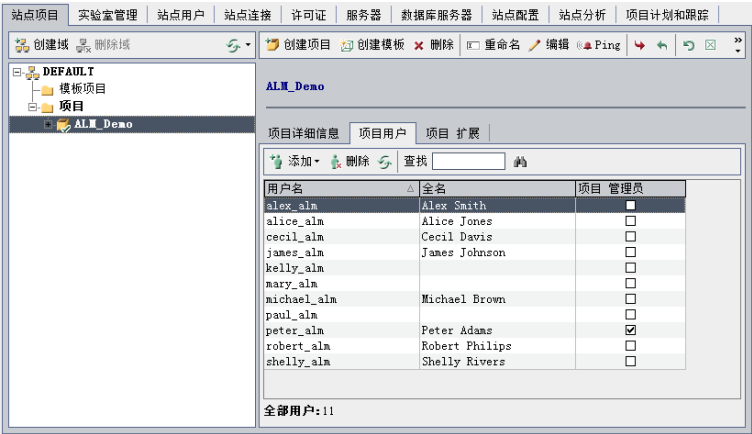 站点项目 实验室管理 站点用户 站点连接 许可证 服务器 数据库服务器 站点配置 站点分析 项目计划和跟踪
创建域 删除域
创建项目 创建模板 删除 重命名 编辑 Ping
DEFAULT
模板项目
项目
ALM_Demo
ALM_Demo
项目详细信息 项目用户 项目 扩展
添加 删除 查找
用户名 全名 项目 管理员
alex_alm Alex Smith
alice_alm Alice Jones
cecil_alm Cecil Davis
james_alm James Johnson
kelly_alm
mary_alm
michael_alm Michael Brown
paul_alm
peter_alm Peter Adams
robert_alm Robert Philips
shelly_alm Shelly Rivers
全部用户:11